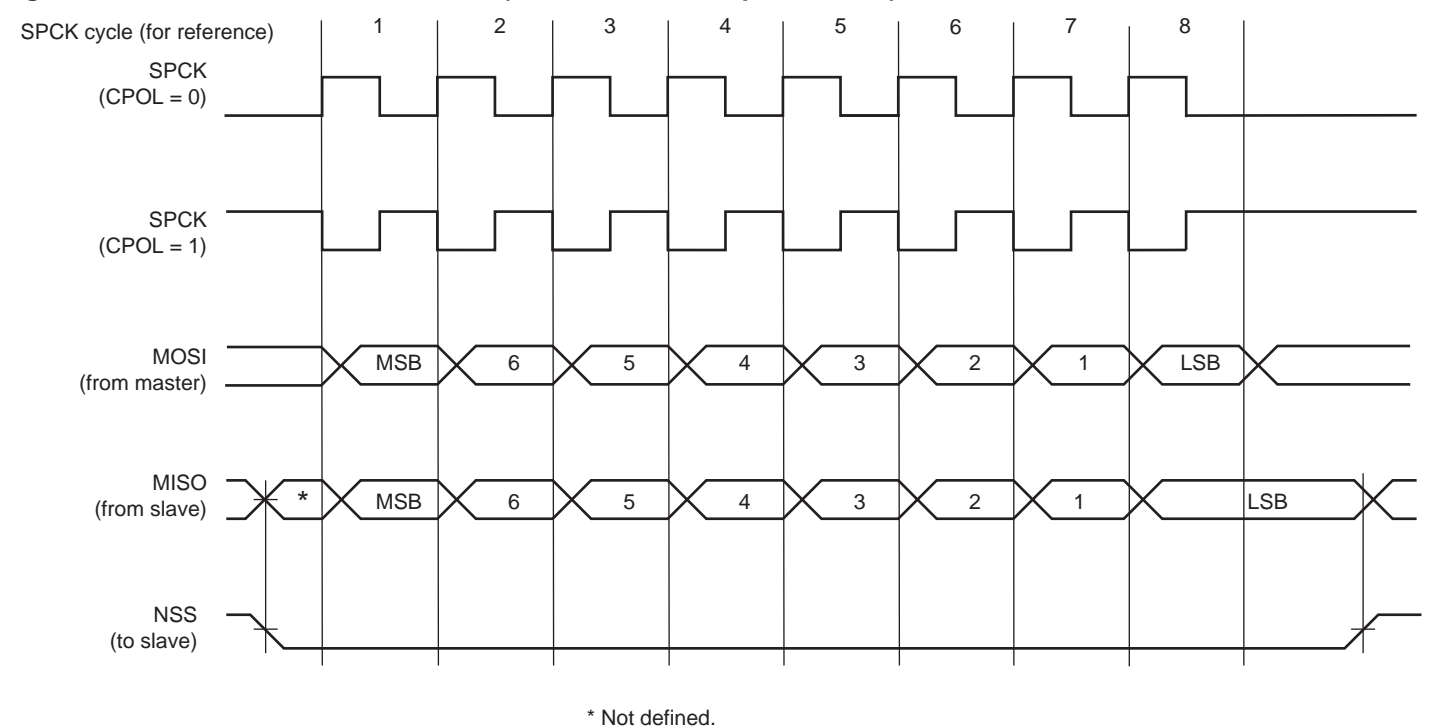 SPCK cycle (for reference)
1 2 3 4 5 6 7 8
SPCK
(CPOL = 0)
SPCK
(CPOL = 1)
MOSI
(from master)
MSB 6 5 4 3 2 1 LSB
MISO
(from slave)
* MSB 6 5 4 3 2 1 LSB
NSS
(to slave)
* Not defined.